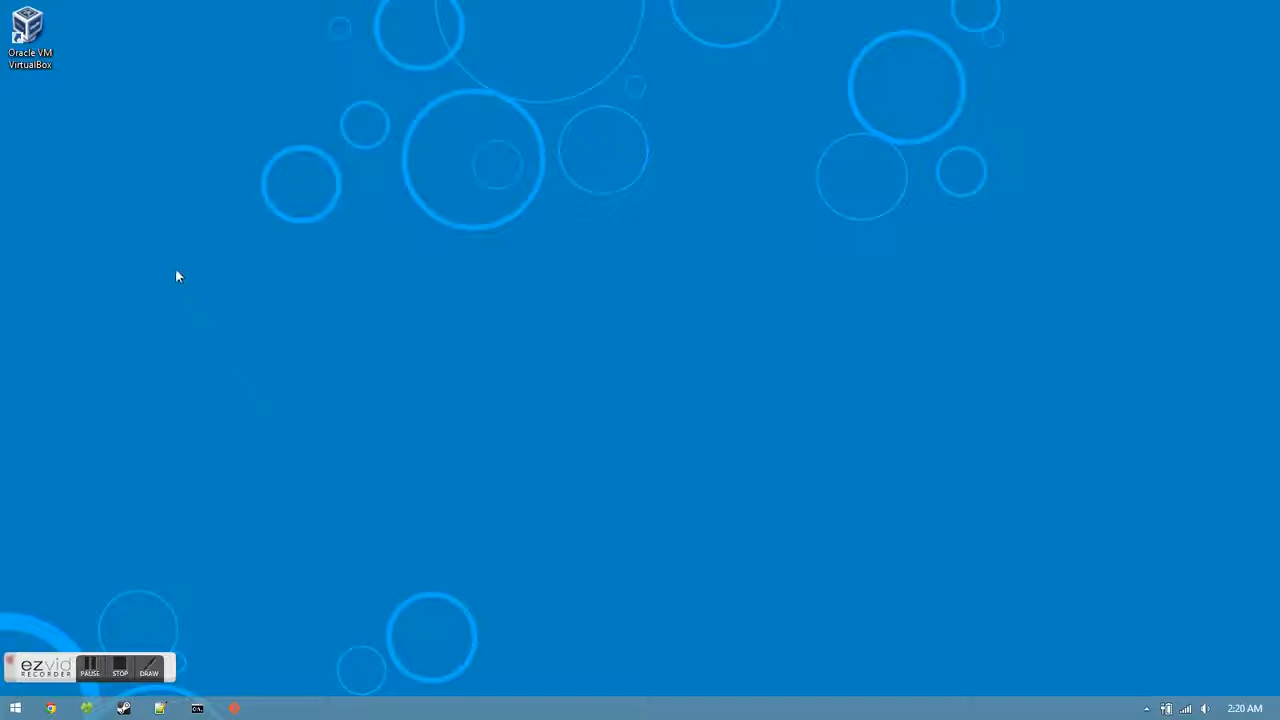 Oracle VM
VirtualBox
ezvid
RECORDER
PAUSE
STOP
DRAW
C:\.
2:20 AM